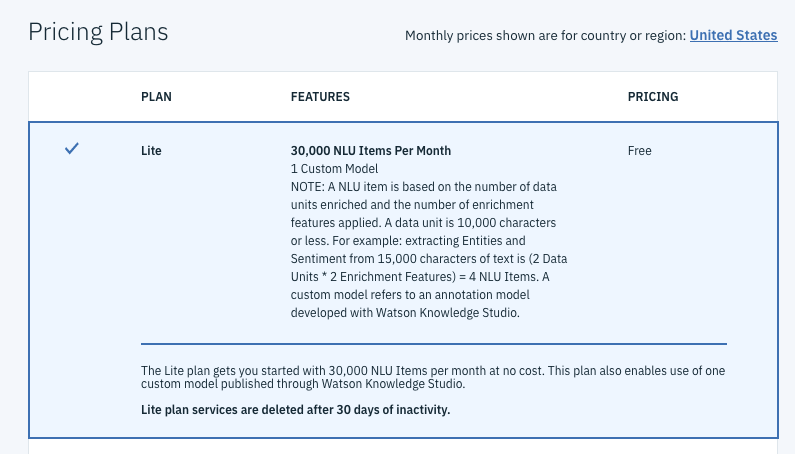 Pricing Plans
Monthly prices shown are for country or region: United States
PLAN FEATURES PRICING
Lite 30,000 NLU Items Per Month Free
1 Custom Model
NOTE: A NLU item is based on the number of data
units enriched and the number of enrichment
features applied. A data unit is 10,000 characters
or less. For example: extracting Entities and
Sentiment from 15,000 characters of text is (2 Data
Units * 2 Enrichment Features) = 4 NLU Items. A
custom model refers to an annotation model
developed with Watson Knowledge Studio.
The Lite plan gets you started with 30,000 NLU Items per month at no cost. This plan also enables use of one
custom model published through Watson Knowledge Studio.
Lite plan services are deleted after 30 days of inactivity.